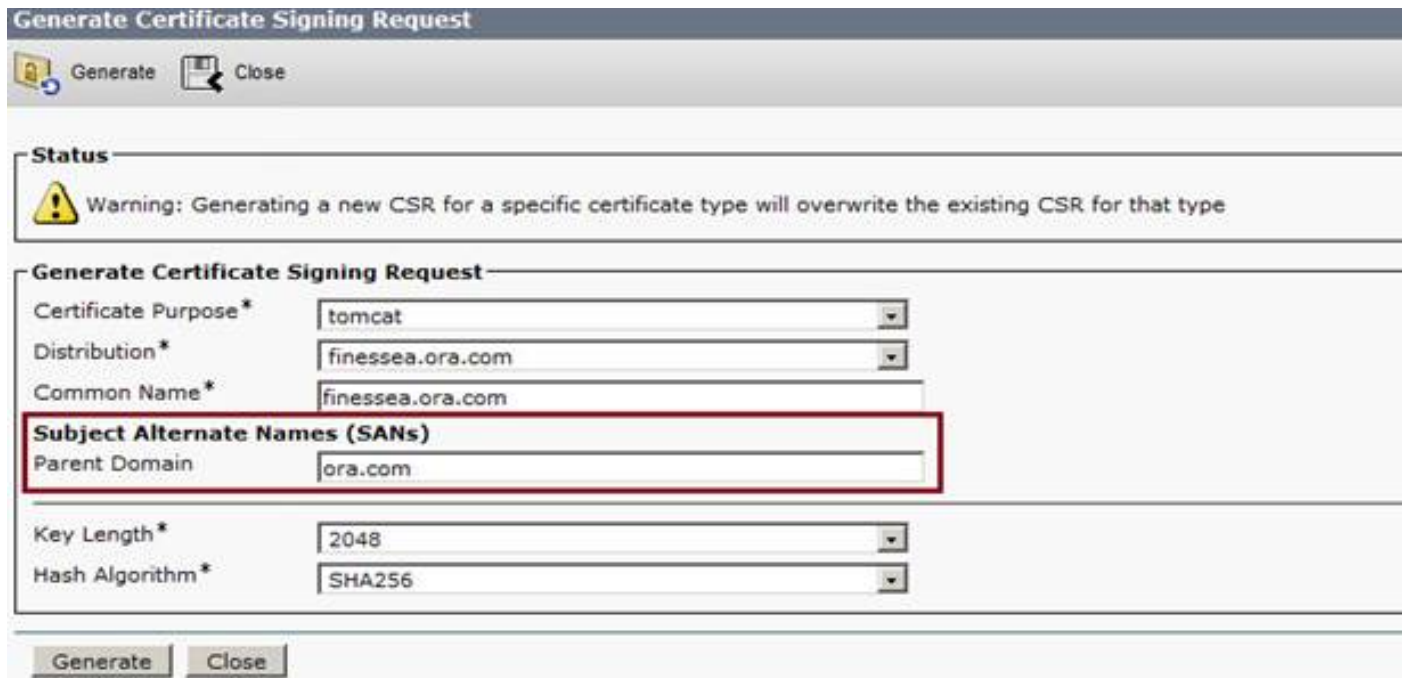 Generate Certificate Signing Request
Generate Close
Status
Warning: Generating a new CSR for a specific certificate type will overwrite the existing CSR for that type
Generate Certificate Signing Request
Certificate Purpose* tomcat
Distribution* finessea.ora.com
Common Name* finessea.ora.com
Subject Alternate Names (SANs)
Parent Domain ora.com
Key Length* 2048
Hash Algorithm* SHA256
Generate Close